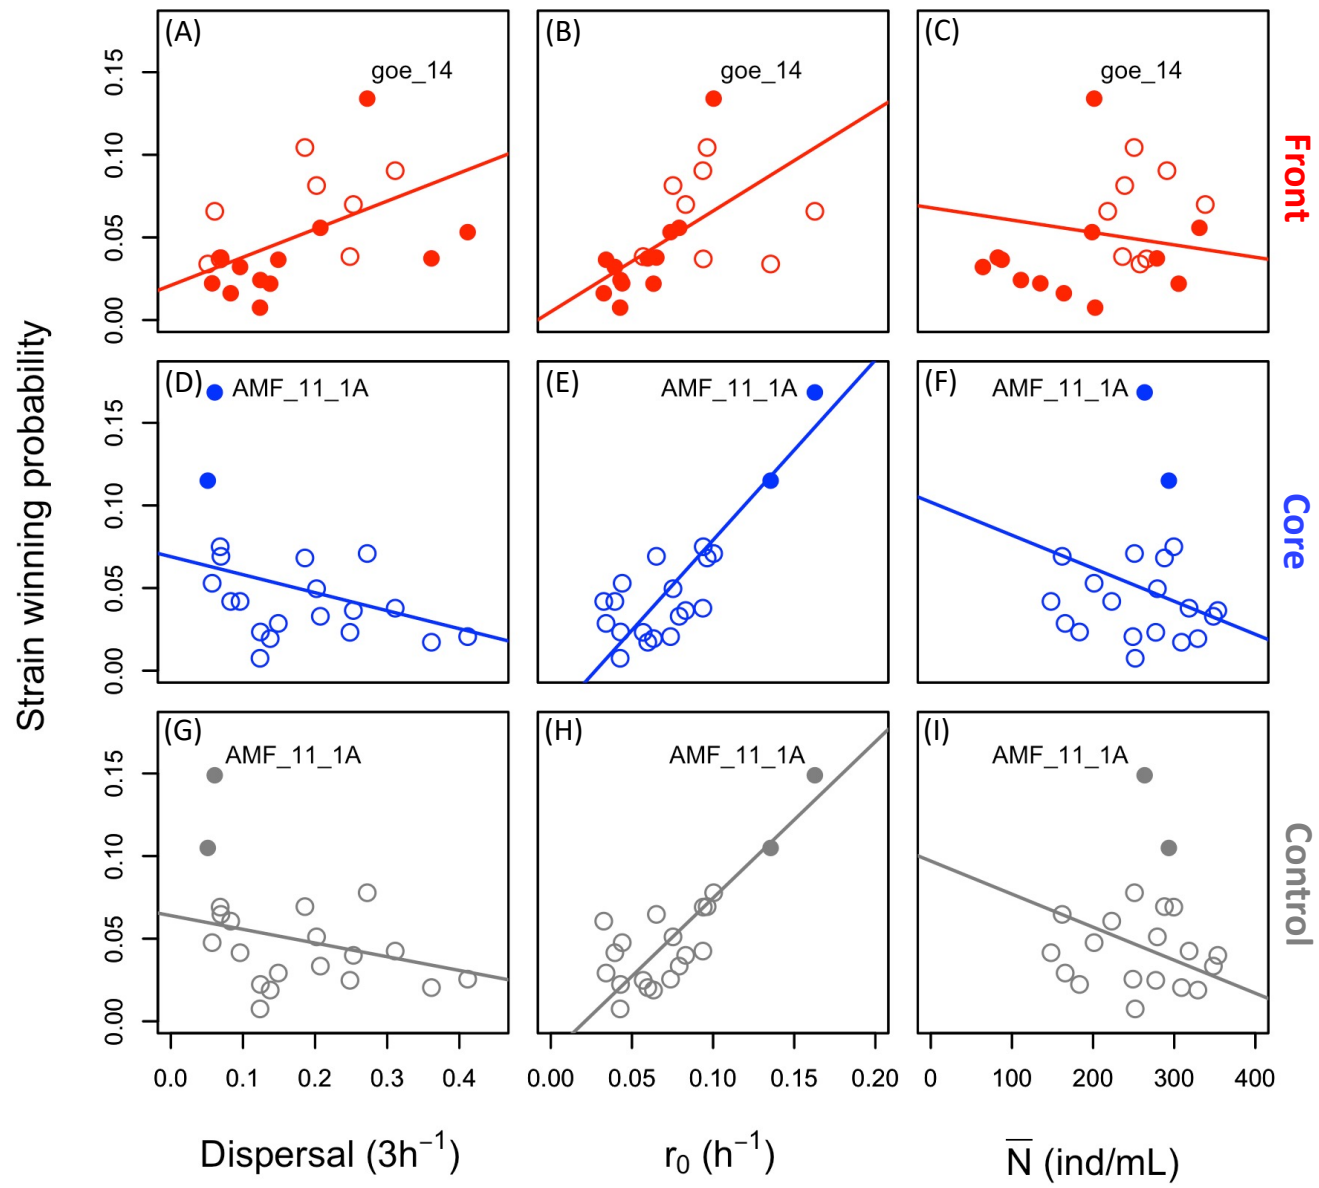 (A)
goe_14
(B)
goe_14
(C)
goe_14
Front
0.00
0.05
0.10
0.15
(D)
AMF_11_1A
(E)
AMF_11_1A
(F)
AMF_11_1A
Core
0.00
0.05
0.10
0.15
Strain winning probability
(G)
AMF_11_1A
(H)
AMF_11_1A
(I)
AMF_11_1A
Control
0.00
0.05
0.10
0.15
0.0 0.1 0.2 0.3 0.4
0.00 0.05 0.10 0.15 0.20
0 100 200 300 400
Dispersal (3h⁻¹)
r₀ (h⁻¹)
N̅ (ind/mL)